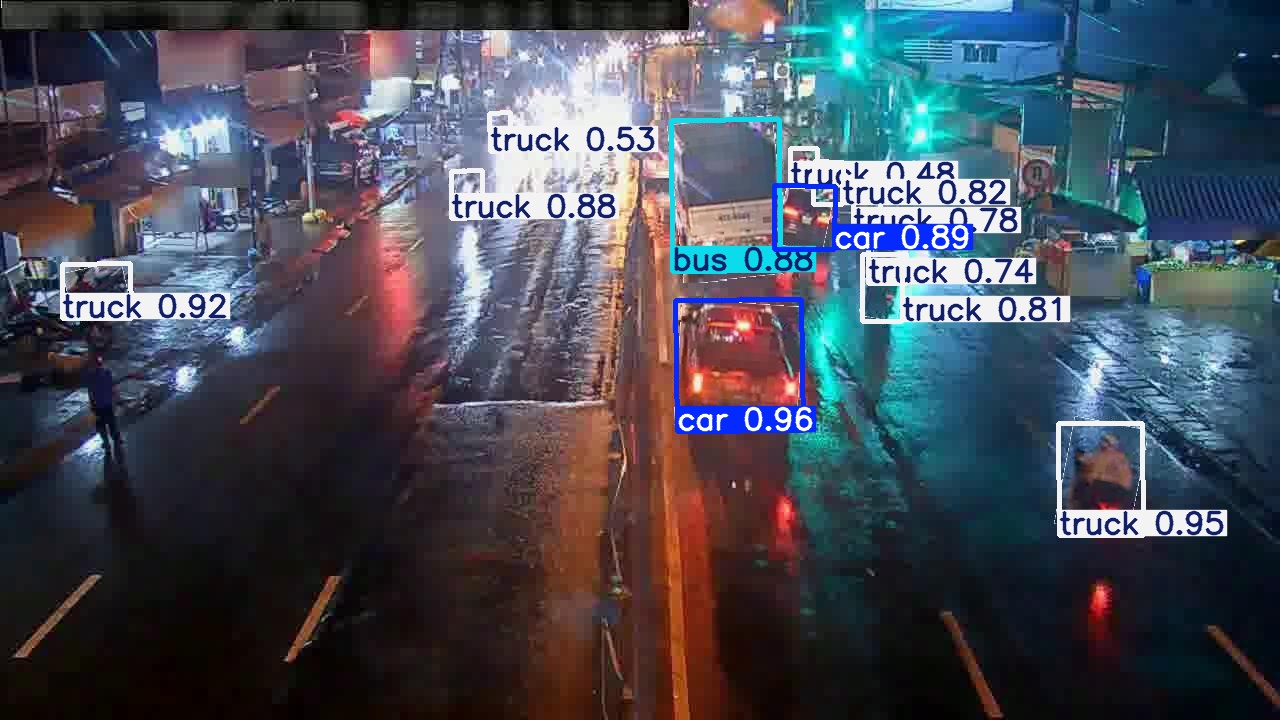 truck 0.53
truck 0.48
truck 0.82
truck 0.88
truck 0.78
car 0.89
bus 0.88
truck 0.74
truck 0.92
truck 0.81
car 0.96
truck 0.95